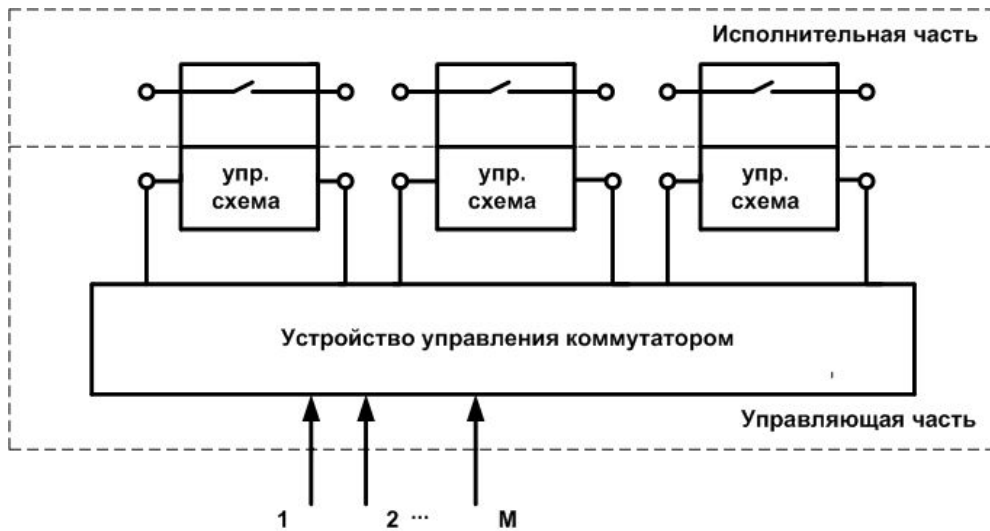 Исполнительная часть
упр.
схема
упр.
схема
упр.
схема
Устройство управления коммутатором
Управляющая часть
1 2 ... М